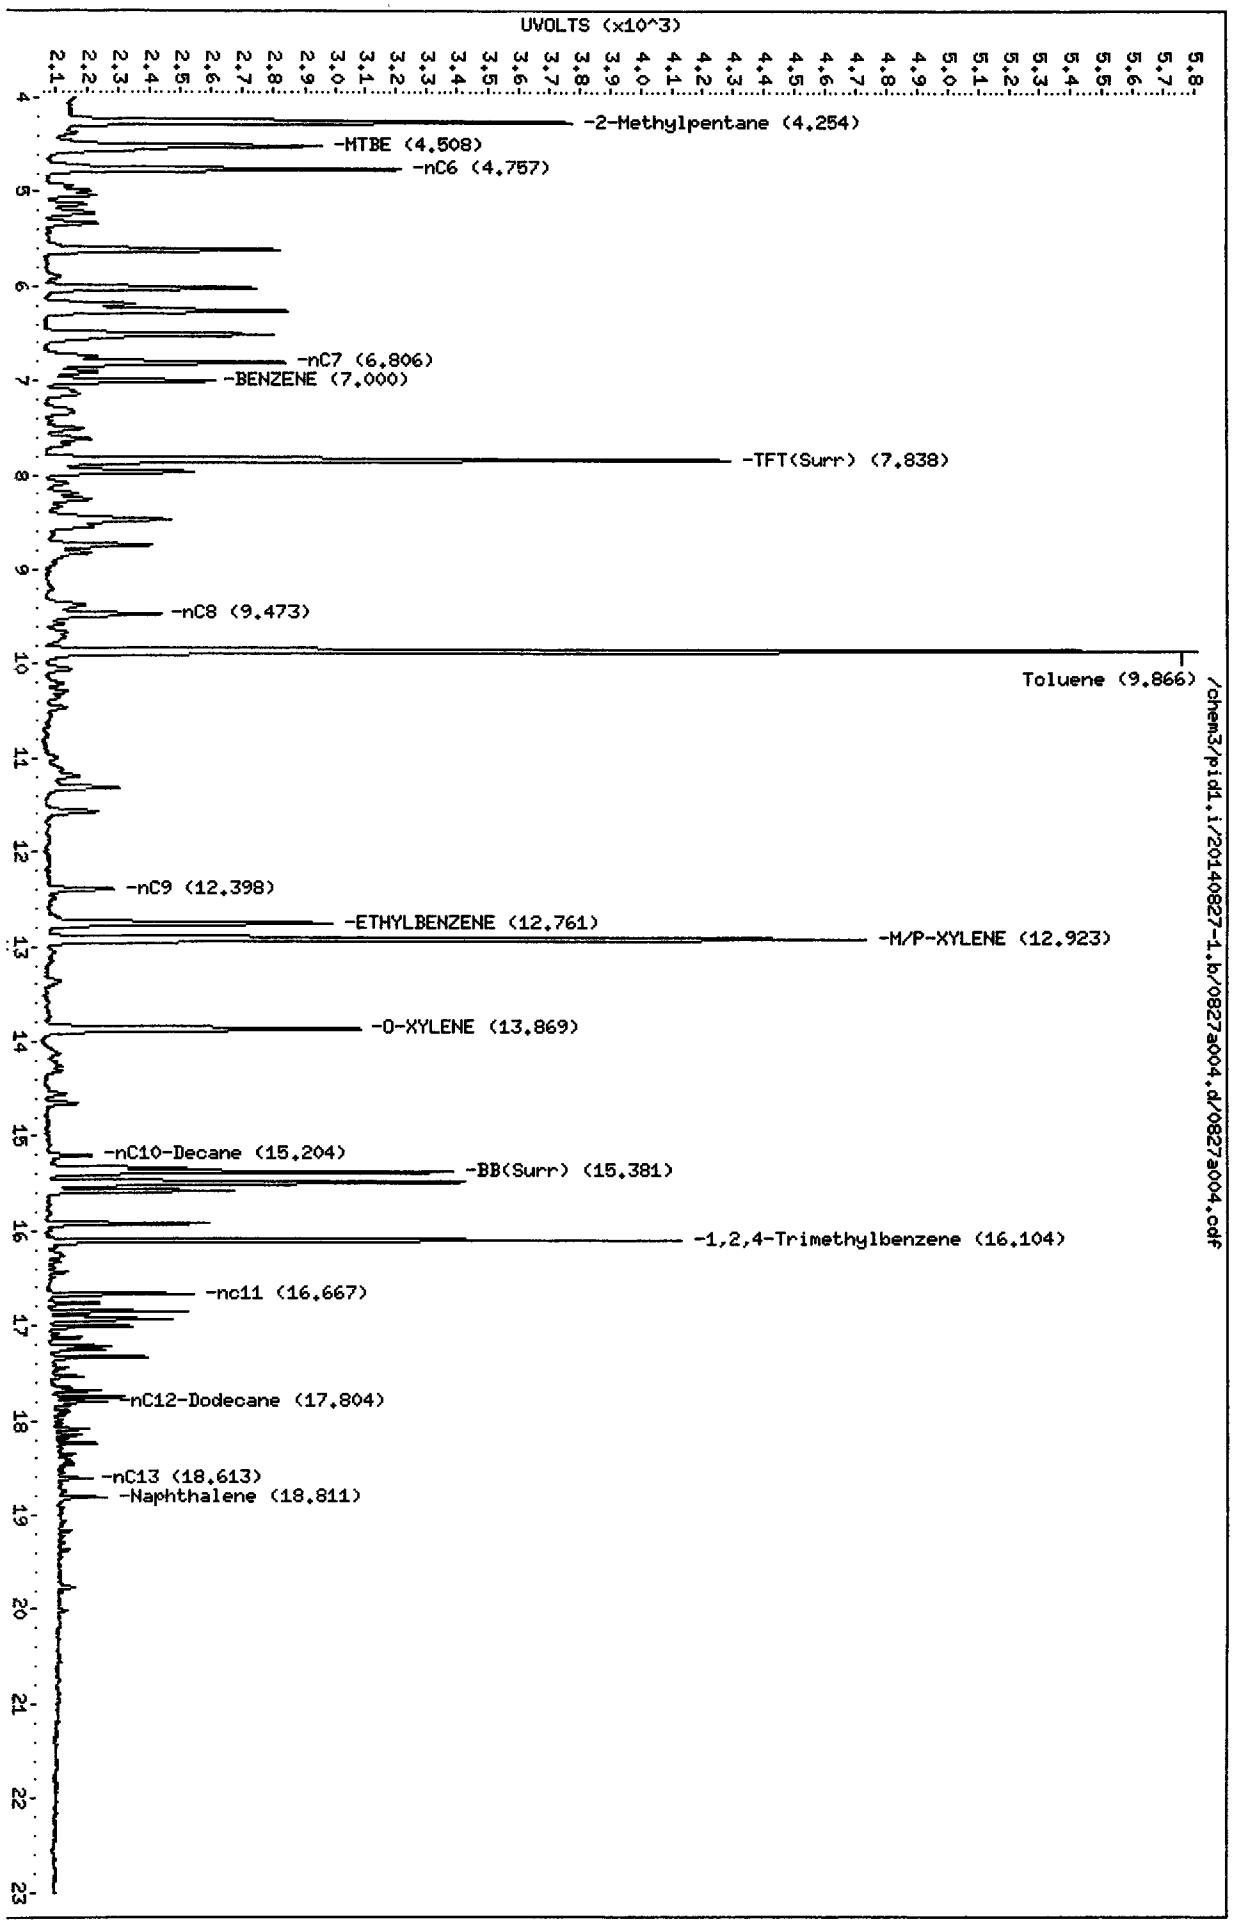 UVOLTS (x10^3)
2.1
2.2
2.3
2.4
2.5
2.6
2.7
2.8
2.9
3.0
3.1
3.2
3.3
3.4
3.5
3.6
3.7
3.8
3.9
4.0
4.1
4.2
4.3
4.4
4.5
4.6
4.7
4.8
4.9
5.0
5.1
5.2
5.3
5.4
5.5
5.6
5.7
5.8
4
5
6
7
8
9
10
11
12
13
14
15
16
17
18
19
20
21
22
23
-2-Methylpentane (4.254)
-MTBE (4.508)
-nC6 (4.757)
-nC7 (6.806)
-BENZENE (7.000)
-TFT(Surr) (7.838)
-nC8 (9.473)
Toluene (9.866)
-nC9 (12.398)
-ETHYLBENZENE (12.761)
-M/P-XYLENE (12.923)
-O-XYLENE (13.869)
-nC10-Decane (15.204)
-BB(Surr) (15.381)
-1,2,4-Trimethylbenzene (16.104)
-nc11 (16.667)
-nC12-Dodecane (17.804)
-nC13 (18.613)
-Naphthalene (18.811)
/chem3/pid1.i/20140827-1.b/0827a004.d/0827a004.cdf